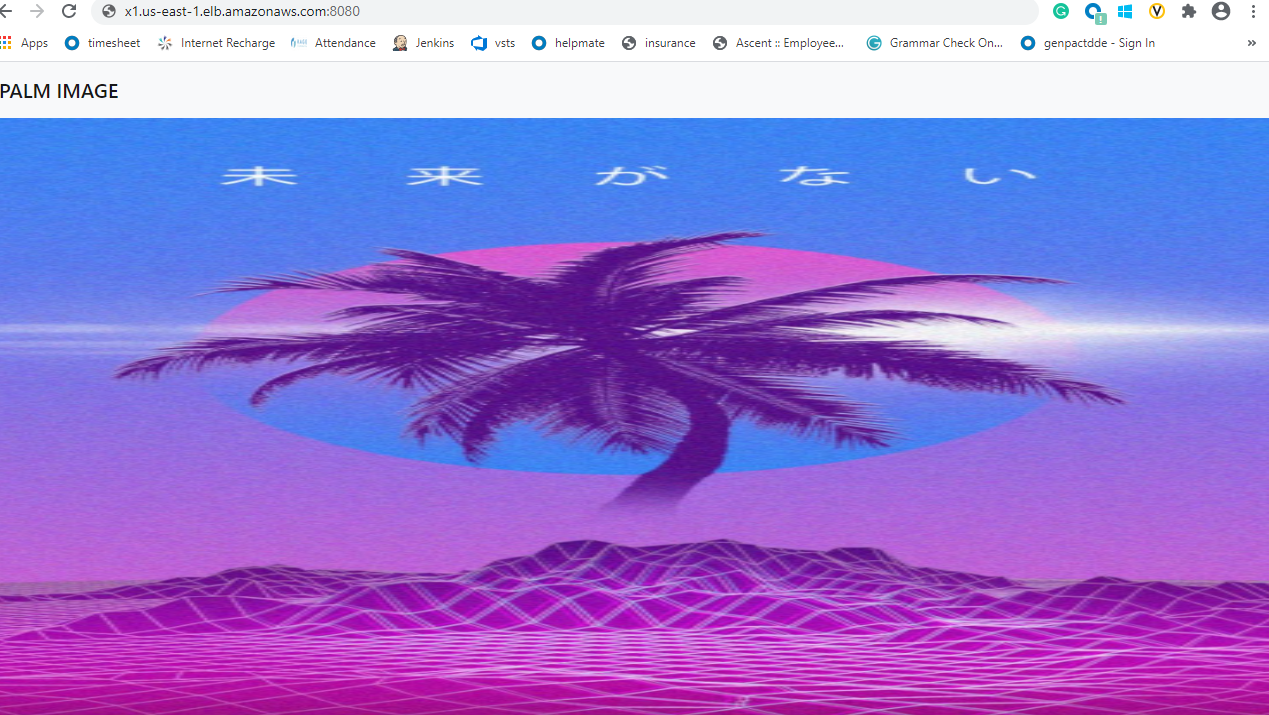 x1.us-east-1.elb.amazonaws.com:8080
Apps timesheet Internet Recharge Attendance Jenkins vsts helpmate insurance Ascent :: Employee... Grammar Check On... genpactdde - Sign In »
PALM IMAGE
未来がない